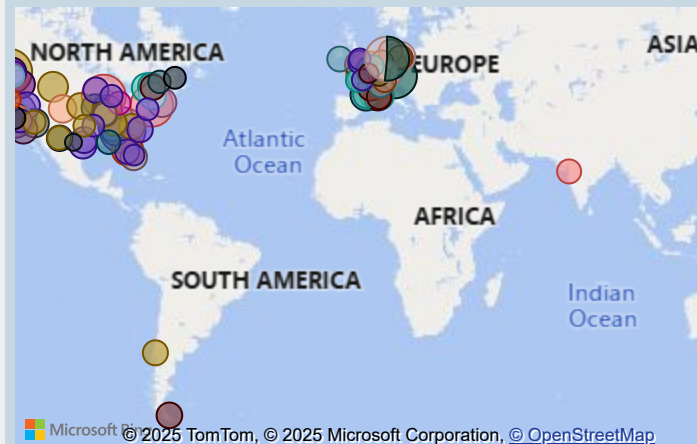 NORTH AMERICA
EUROPE
ASIA
Atlantic
Ocean
AFRICA
SOUTH AMERICA
Indian
Ocean
Microsoft Bing
© 2025 TomTom, © 2025 Microsoft Corporation, © OpenStreetMap